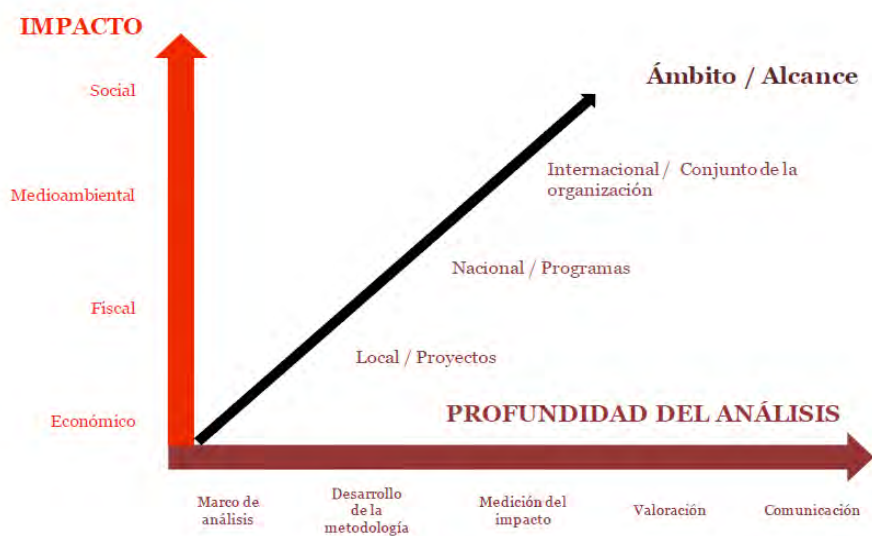 IMPACTO
Social
Ámbito / Alcance
Internacional / Conjunto de la
organización
Medioambiental
Nacional / Programas
Fiscal
Local / Proyectos
Económico
PROFUNDIDAD DEL ANÁLISIS
Marco de
análisis
Desarrollo
de la
metodología
Medición del
impacto
Valoración
Comunicación